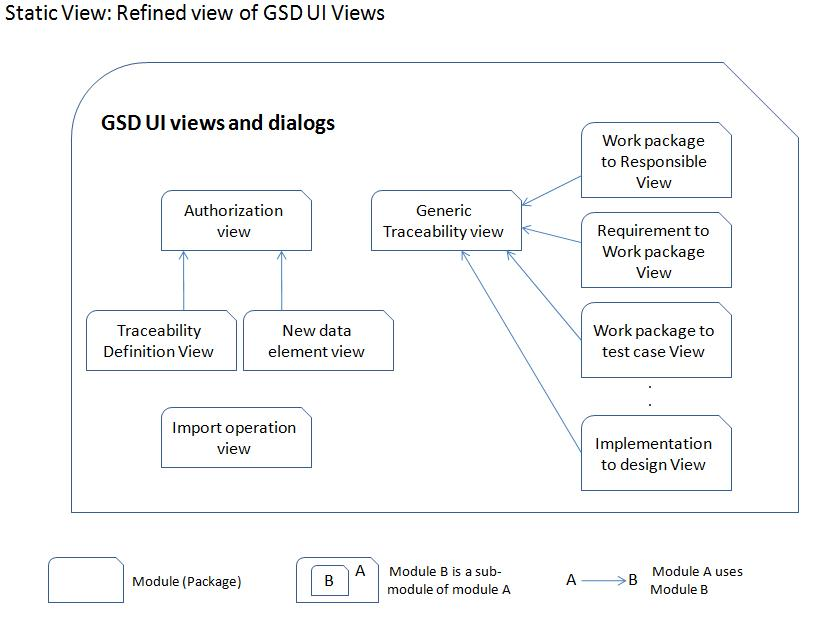 Static View: Refined view of GSD UI Views
GSD UI views and dialogs
Work package
to Responsible
View
Authorization
view
Generic
Traceability view
Requirement to
Work package
View
Traceability
Definition View
New data
element view
Work package to
test case View
.
.
Import operation
view
Implementation
to design View
Module (Package)
B
A
Module B is a sub-
module of module A
A
B
Module A uses
Module B